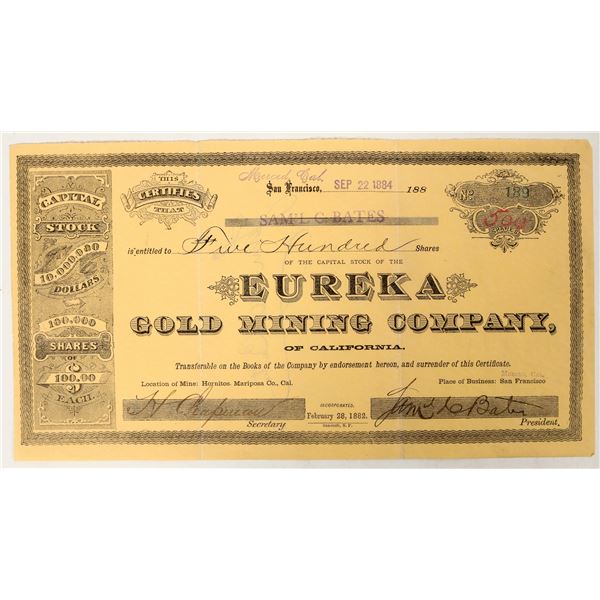 CAPITAL
STOCK
10,000,000
DOLLARS
100,000
SHARES
OF
$
100.00
EACH.
THIS
CERTIFIES
THAT
Merced Cal.
San Francisco, SEP 22 1884 188
No 189
500
SHARES
SAM'L C. BATES
is entitled to Five Hundred Shares
OF THE CAPITAL STOCK OF THE
EUREKA
GOLD MINING COMPANY,
OF CALIFORNIA.
Transferable on the Books of the Company by endorsement hereon, and surrender of this Certificate.
Merced Cal.
Location of Mine: Hornitos, Mariposa Co., Cal.
Place of Business: San Francisco
INCORPORATED.
February 28, 1882.
Secretary
Saml C Bates
President.